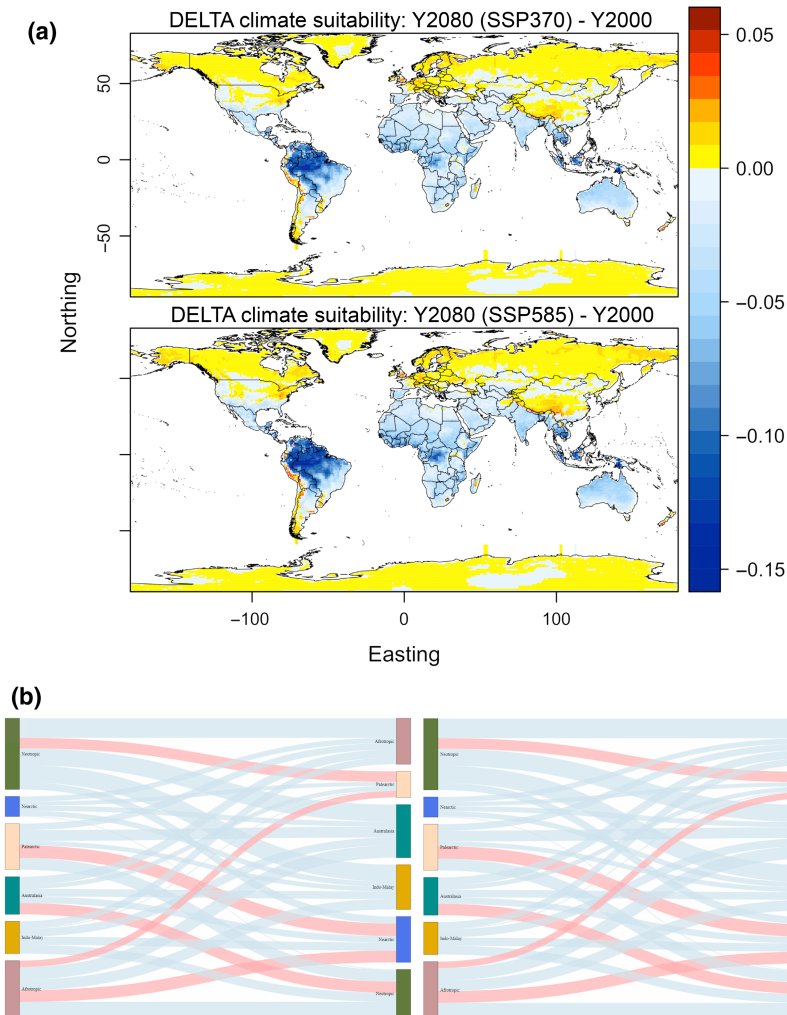 (a)
DELTA climate suitability: Y2080 (SSP370) - Y2000
50
0
−50
DELTA climate suitability: Y2080 (SSP585) - Y2000
Northing
−100
0
100
Easting
0.05
0.00
−0.05
−0.10
−0.15
(b)
Neotropic
Nearctic
Palearctic
Australasia
Indo-Malay
Afrotropic
Afrotropic
Palearctic
Australasia
Indo-Malay
Nearctic
Neotropic
Neotropic
Nearctic
Palearctic
Australasia
Indo-Malay
Afrotropic